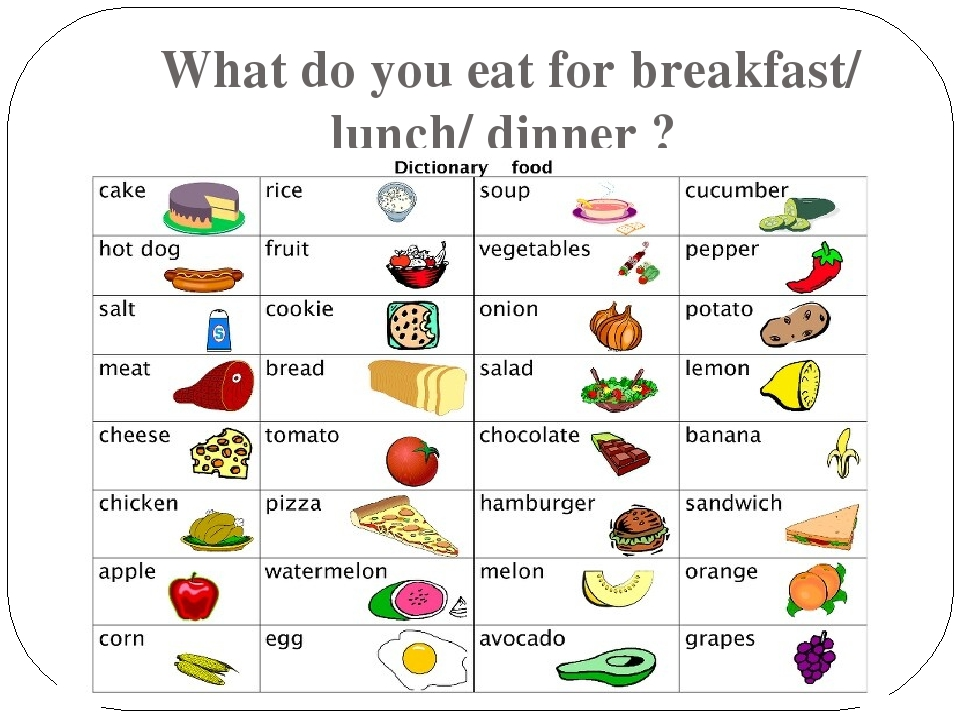 What do you eat for breakfast/
lunch/ dinner ?
Dictionary food
cake rice soup cucumber
hot dog fruit vegetables pepper
salt cookie onion potato
S
meat bread salad lemon
cheese tomato chocolate banana
chicken pizza hamburger sandwich
apple watermelon melon orange
corn egg avocado grapes